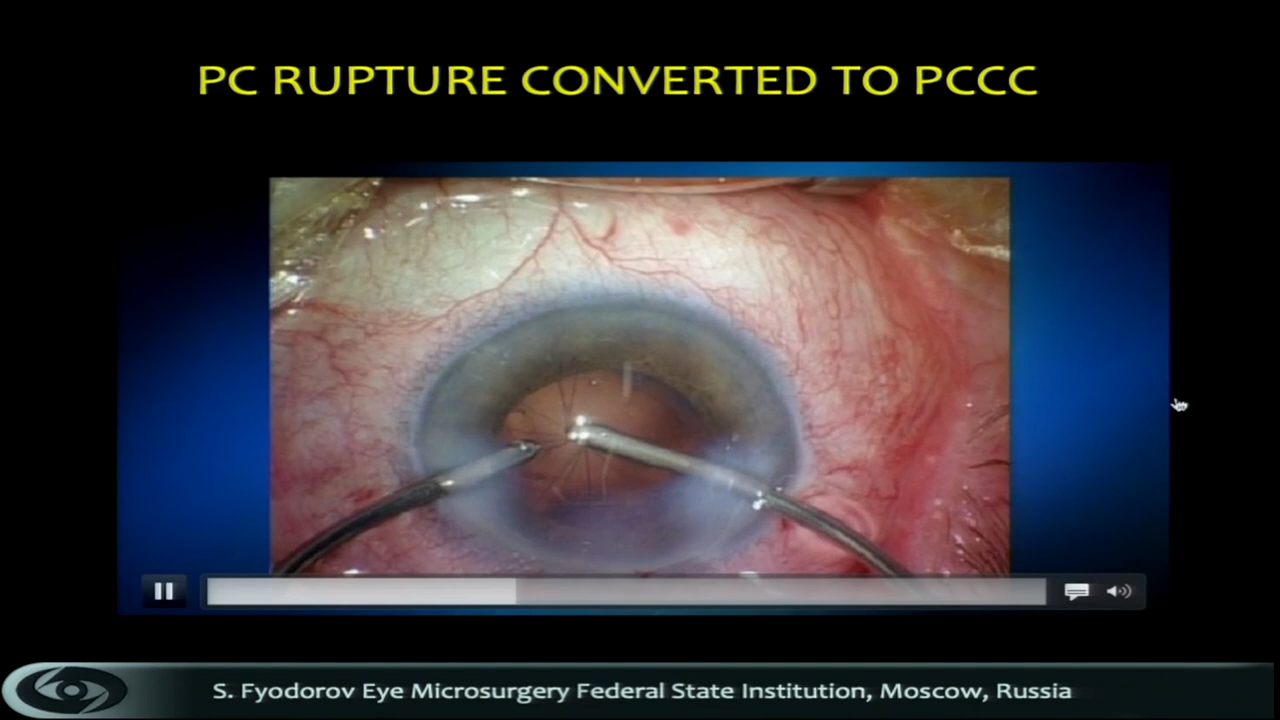 PC RUPTURE CONVERTED TO PCCC
S. Fyodorov Eye Microsurgery Federal State Institution, Moscow, Russia